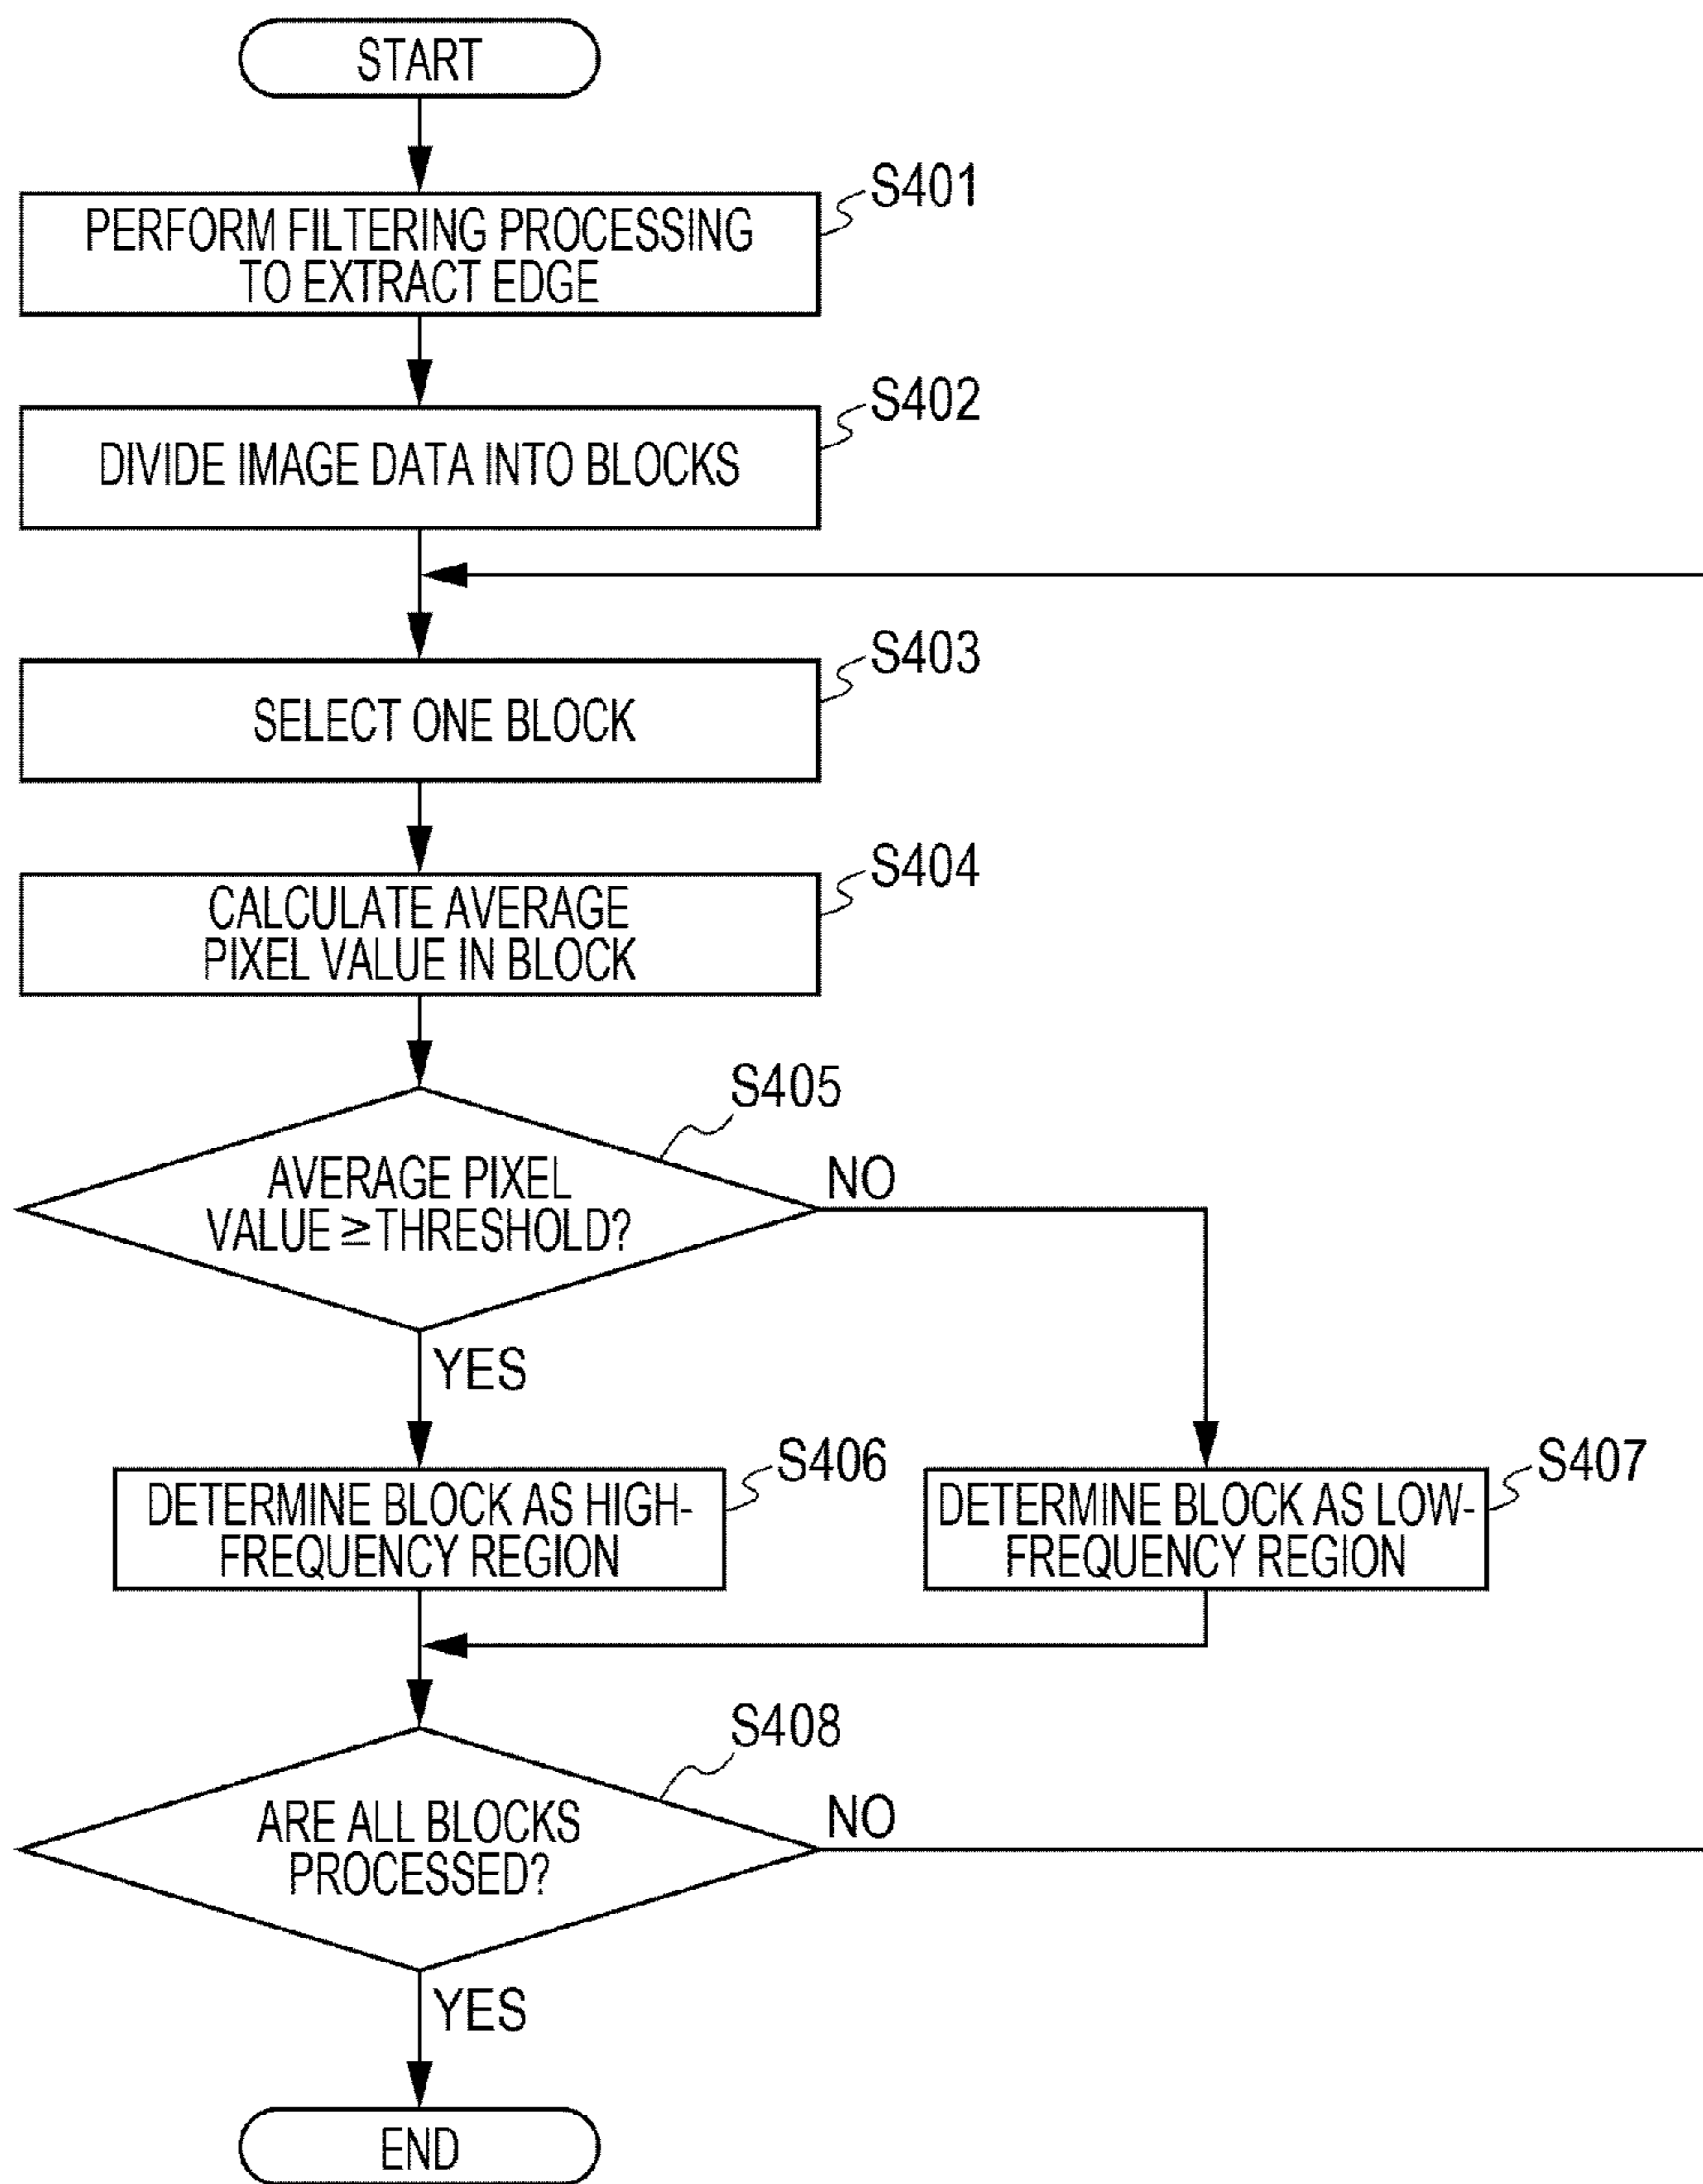 START
S401
PERFORM FILTERING PROCESSING
TO EXTRACT EDGE
S402
DIVIDE IMAGE DATA INTO BLOCKS
S403
SELECT ONE BLOCK
S404
CALCULATE AVERAGE
PIXEL VALUE IN BLOCK
S405
AVERAGE PIXEL
VALUE ≥ THRESHOLD?
NO
YES
S406
DETERMINE BLOCK AS HIGH-
FREQUENCY REGION
S407
DETERMINE BLOCK AS LOW-
FREQUENCY REGION
S408
ARE ALL BLOCKS
PROCESSED?
NO
YES
END